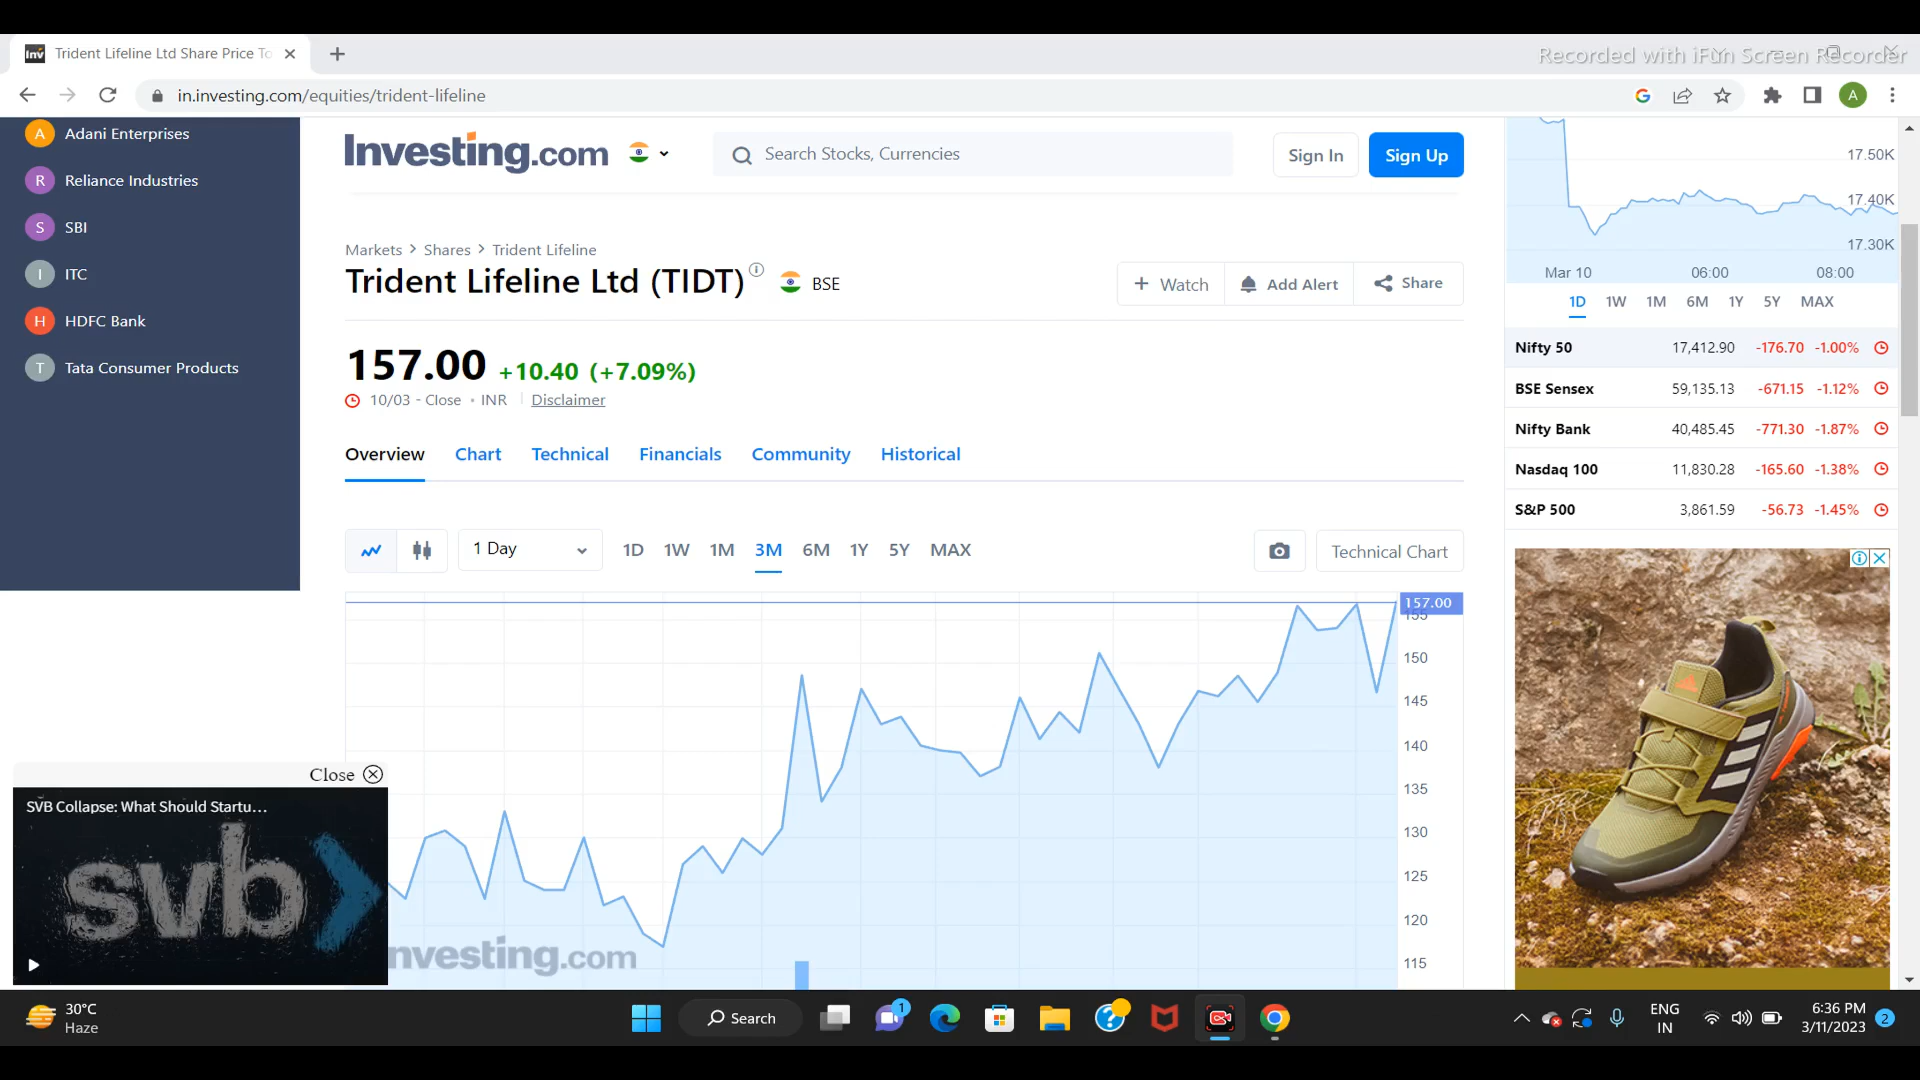 Inv Trident Lifeline Ltd Share Price To
Recorded with iFun Screen Recorder
in.investing.com/equities/trident-lifeline
G
A
A Adani Enterprises
R Reliance Industries
S SBI
I ITC
H HDFC Bank
T Tata Consumer Products
Investing.com
Search Stocks, Currencies
Sign In
Sign Up
Markets > Shares > Trident Lifeline
Trident Lifeline Ltd (TIDT)
BSE
+ Watch
Add Alert
Share
157.00 +10.40 (+7.09%)
10/03 - Close • INR | Disclaimer
Overview Chart Technical Financials Community Historical
1 Day
1D 1W 1M 3M 6M 1Y 5Y MAX
Technical Chart
157.00
155
150
145
140
135
130
125
120
115
Investing.com
17.50K
17.40K
17.30K
Mar 10 06:00 08:00
1D 1W 1M 6M 1Y 5Y MAX
Nifty 50 17,412.90 -176.70 -1.00%
BSE Sensex 59,135.13 -671.15 -1.12%
Nifty Bank 40,485.45 -771.30 -1.87%
Nasdaq 100 11,830.28 -165.60 -1.38%
S&P 500 3,861.59 -56.73 -1.45%
Close
SVB Collapse: What Should Startu...
svb
30°C
Haze
Search
1
ENG
IN
6:36 PM
3/11/2023
2